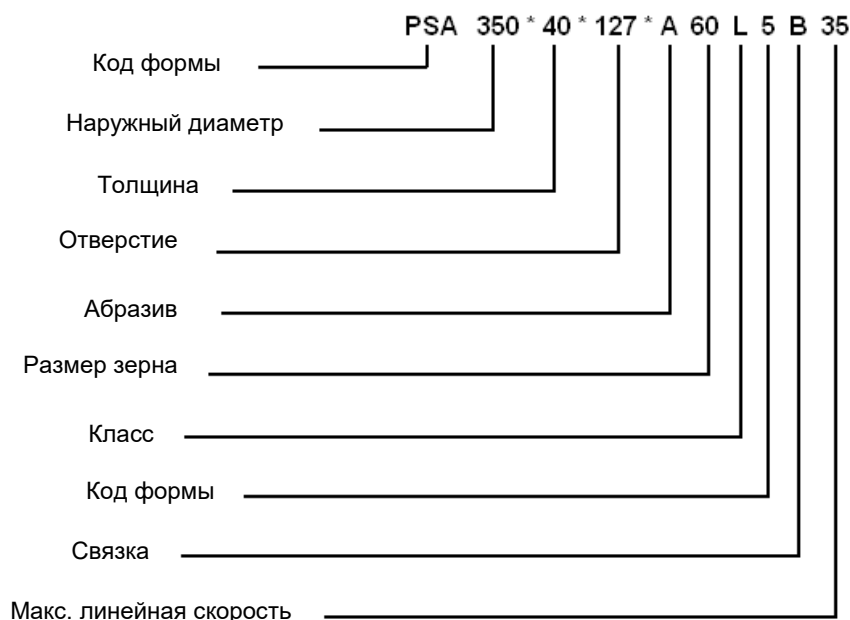 PSA 350 * 40 * 127 * A 60 L 5 B 35
Код формы
Наружный диаметр
Толщина
Отверстие
Абразив
Размер зерна
Класс
Код формы
Связка
Макс. линейная скорость